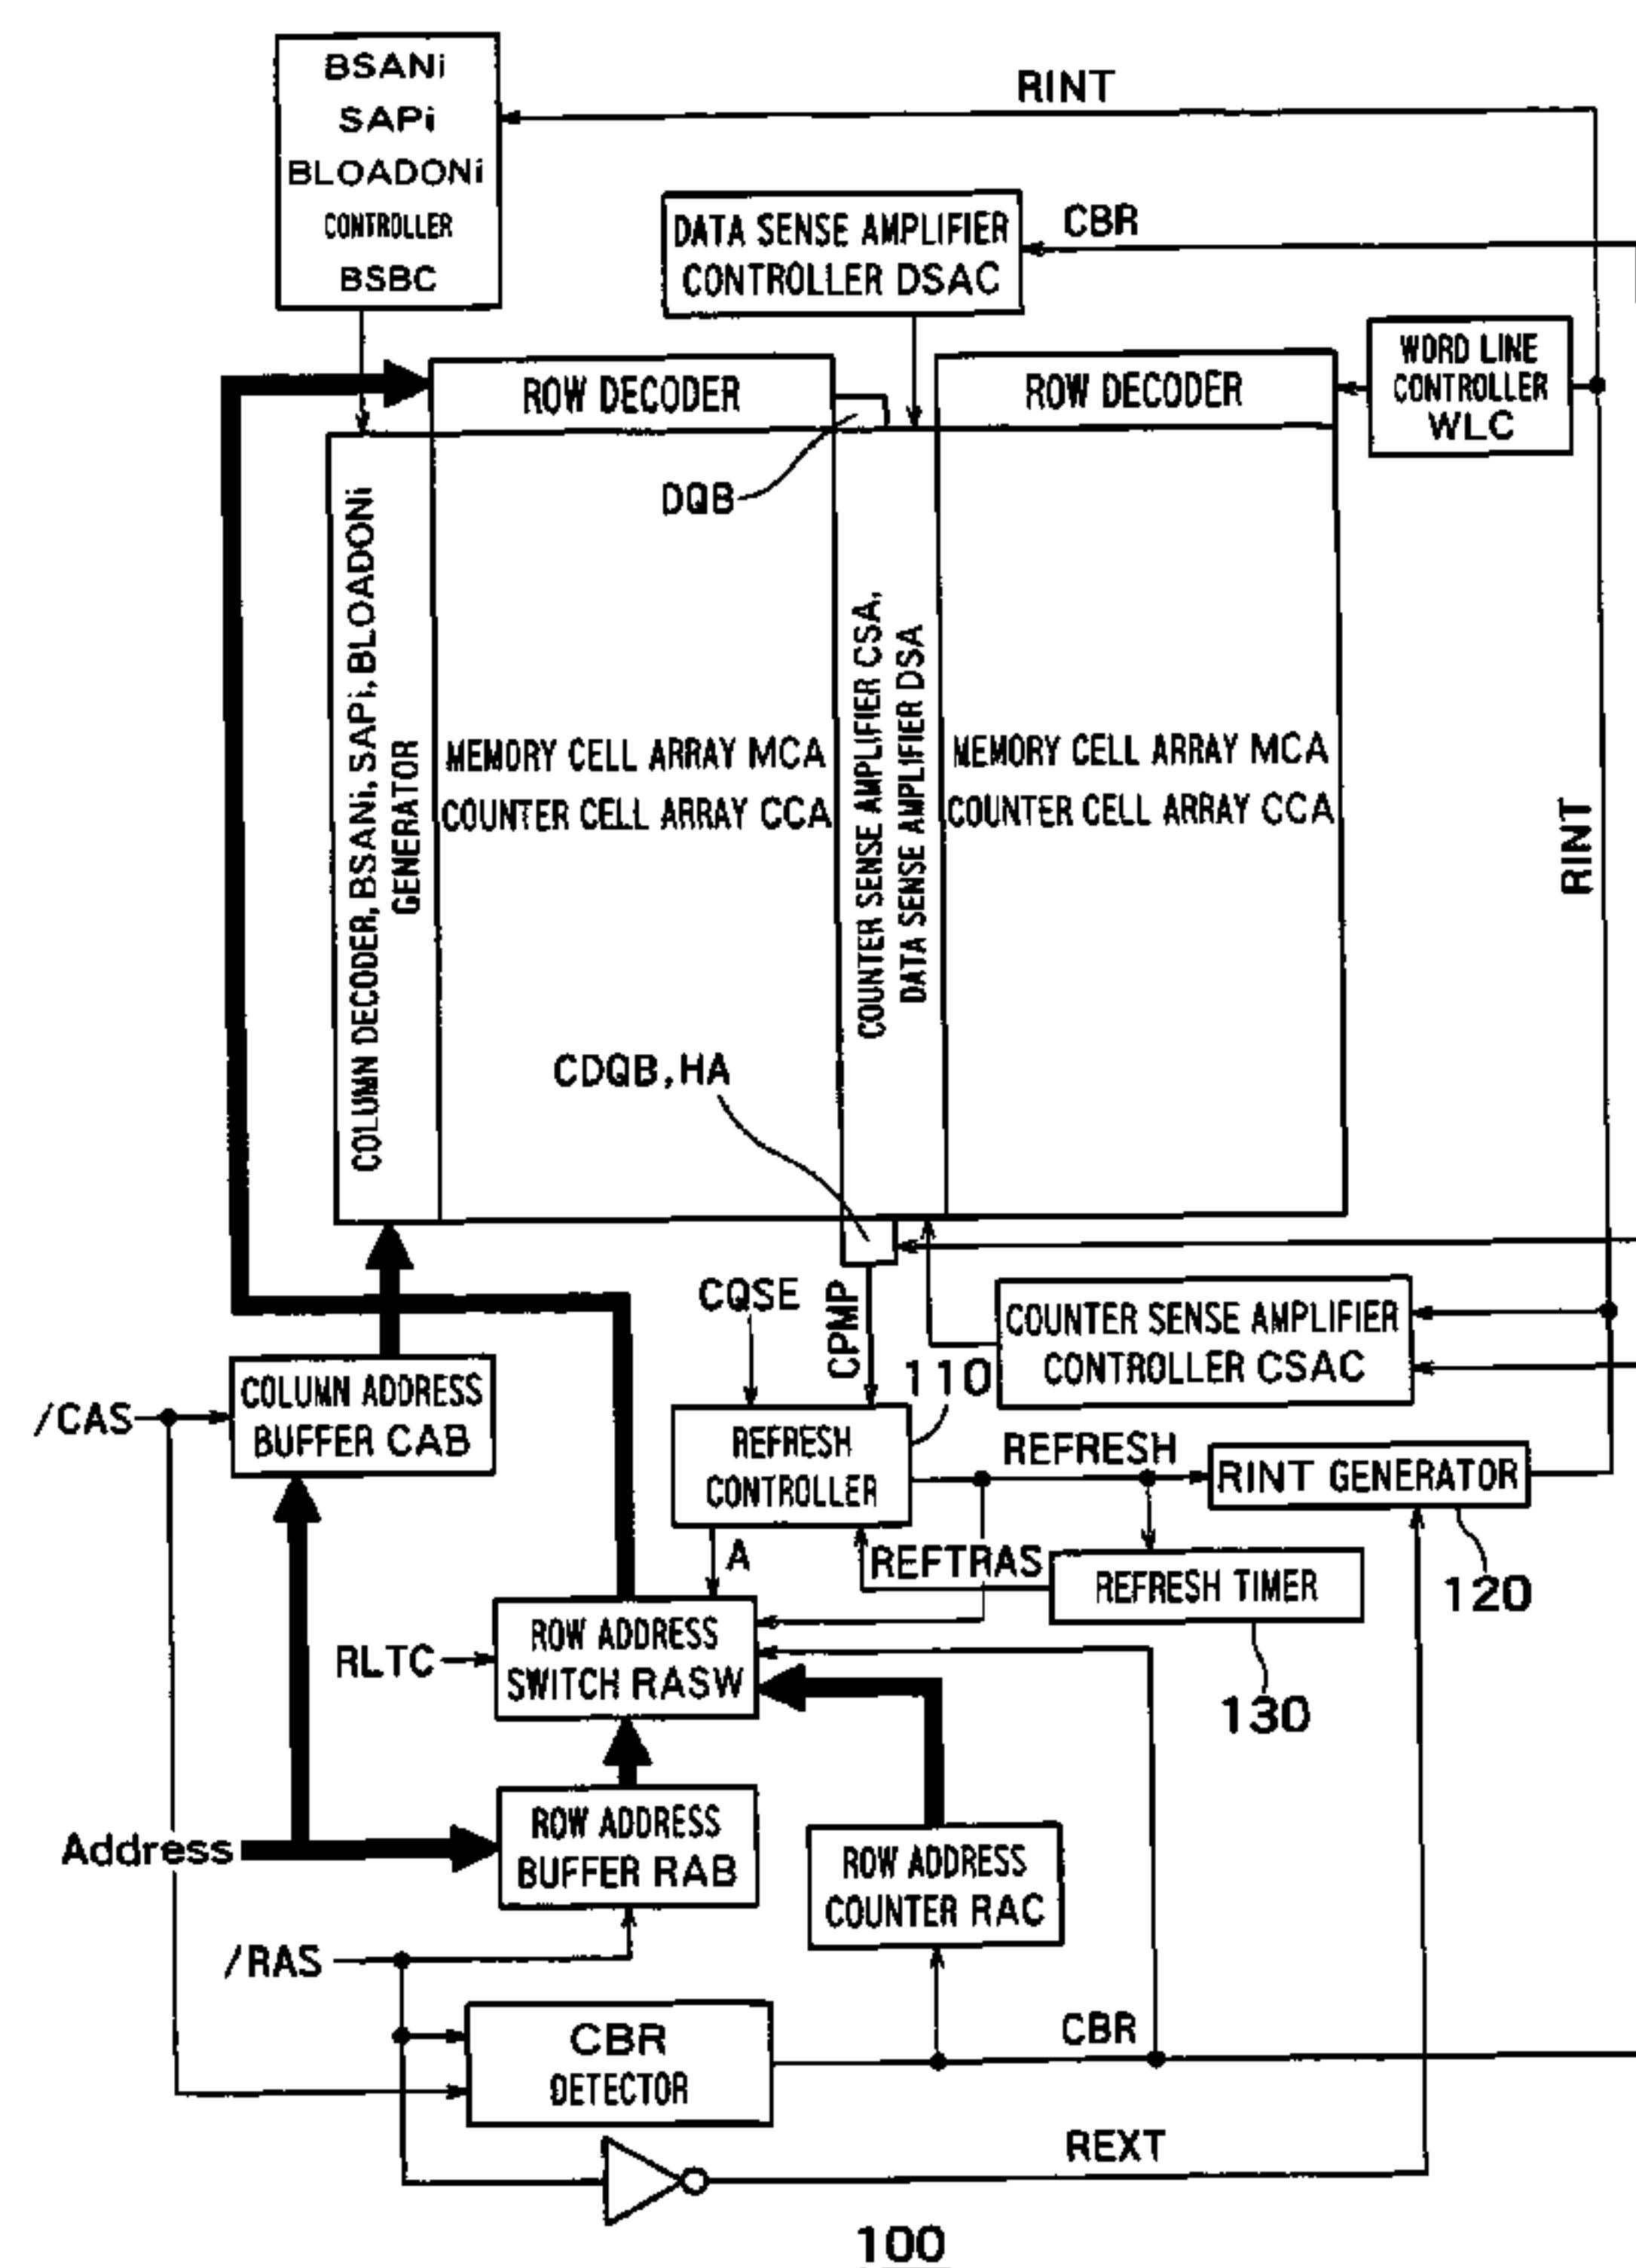 BSANi
SAPi
BLOADONi
CONTROLLER
BSBC
RINT
DATA SENSE AMPLIFIER
CONTROLLER DSAC
CBR
WORD LINE
CONTROLLER
WLC
ROW DECODER
ROW DECODER
DQB
COLUMN DECODER, BSANi, SAPi, BLOADONi
GENERATOR
MEMORY CELL ARRAY MCA
COUNTER CELL ARRAY CCA
COUNTER SENSE AMPLIFIER CSA,
DATA SENSE AMPLIFIER DSA
MEMORY CELL ARRAY MCA
COUNTER CELL ARRAY CCA
RINT
CDQB, HA
CQSE
CPMP
110
COUNTER SENSE AMPLIFIER
CONTROLLER CSAC
/CAS
COLUMN ADDRESS
BUFFER CAB
REFRESH
CONTROLLER
REFRESH
RINT GENERATOR
A
REFTRAS
REFRESH TIMER
120
RLTC
ROW ADDRESS
SWITCH RASW
130
Address
ROW ADDRESS
BUFFER RAB
ROW ADDRESS
COUNTER RAC
/RAS
CBR
DETECTOR
CBR
REXT
100